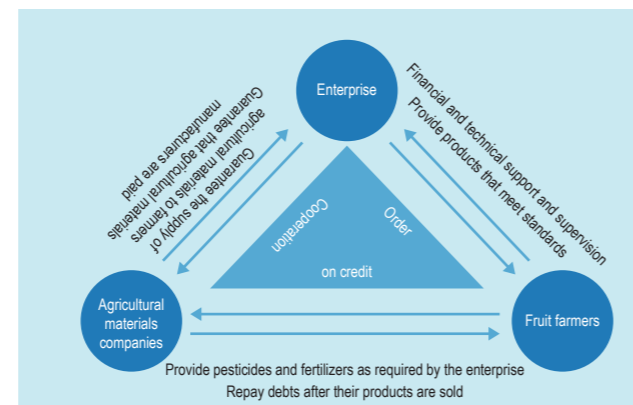 Enterprise
Guarantee the supply of
agricultural materials to farmers
Guarantee that agricultural materials
manufacturers are paid
Financial and technical support and supervision
Provide products that meet standards
Cooperation
Order
on credit
Agricultural
materials
companies
Fruit farmers
Provide pesticides and fertilizers as required by the enterprise
Repay debts after their products are sold